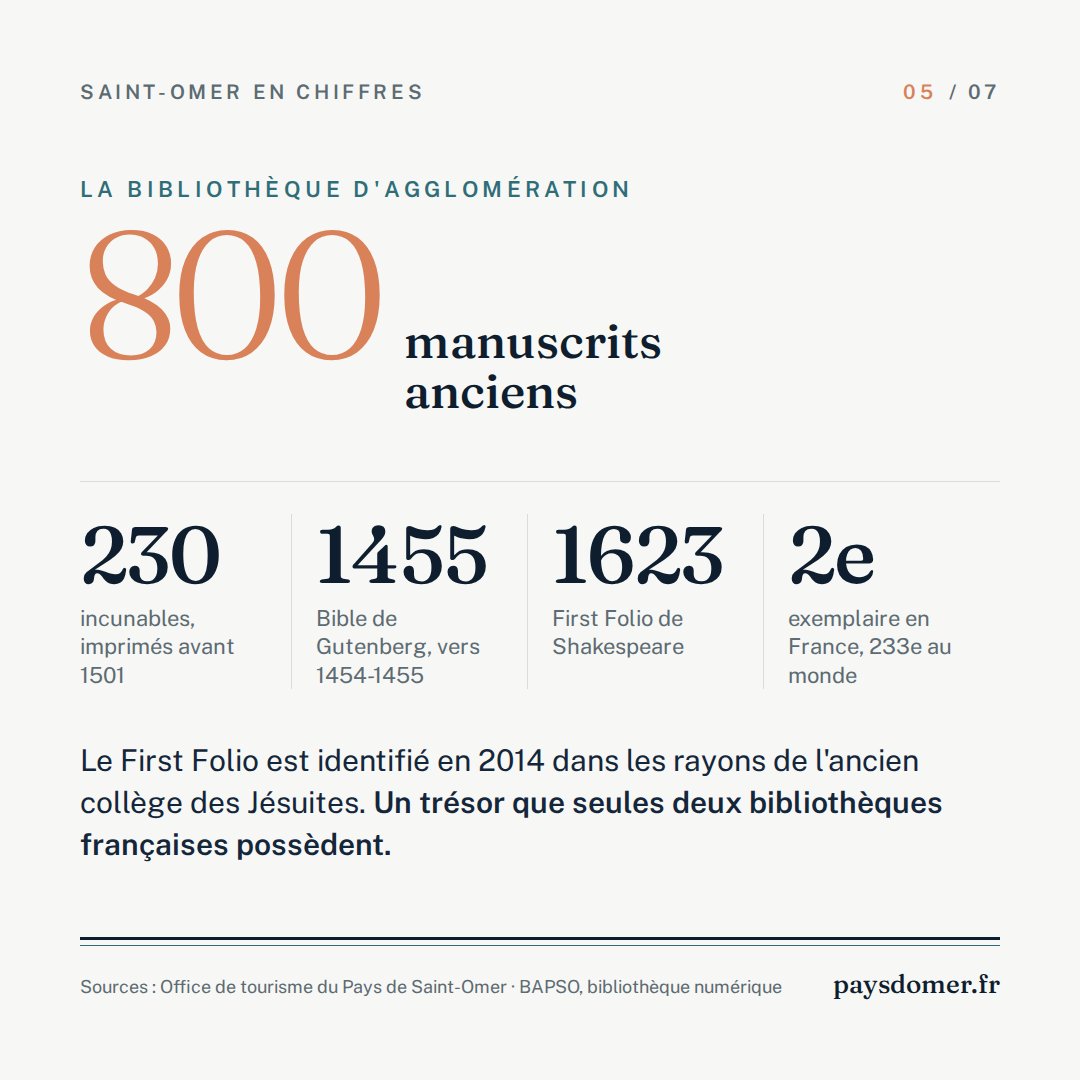 SAINT-OMER EN CHIFFRES
05 / 07
LA BIBLIOTHÈQUE D'AGGLOMÉRATION
800 manuscrits
anciens
230
incunables,
imprimés avant
1501
1455
Bible de
Gutenberg, vers
1454-1455
1623
First Folio de
Shakespeare
2e
exemplaire en
France, 233e au
monde
Le First Folio est identifié en 2014 dans les rayons de l'ancien
collège des Jésuites. Un trésor que seules deux bibliothèques
françaises possèdent.
Sources : Office de tourisme du Pays de Saint-Omer · BAPSO, bibliothèque numérique
paysdomer.fr